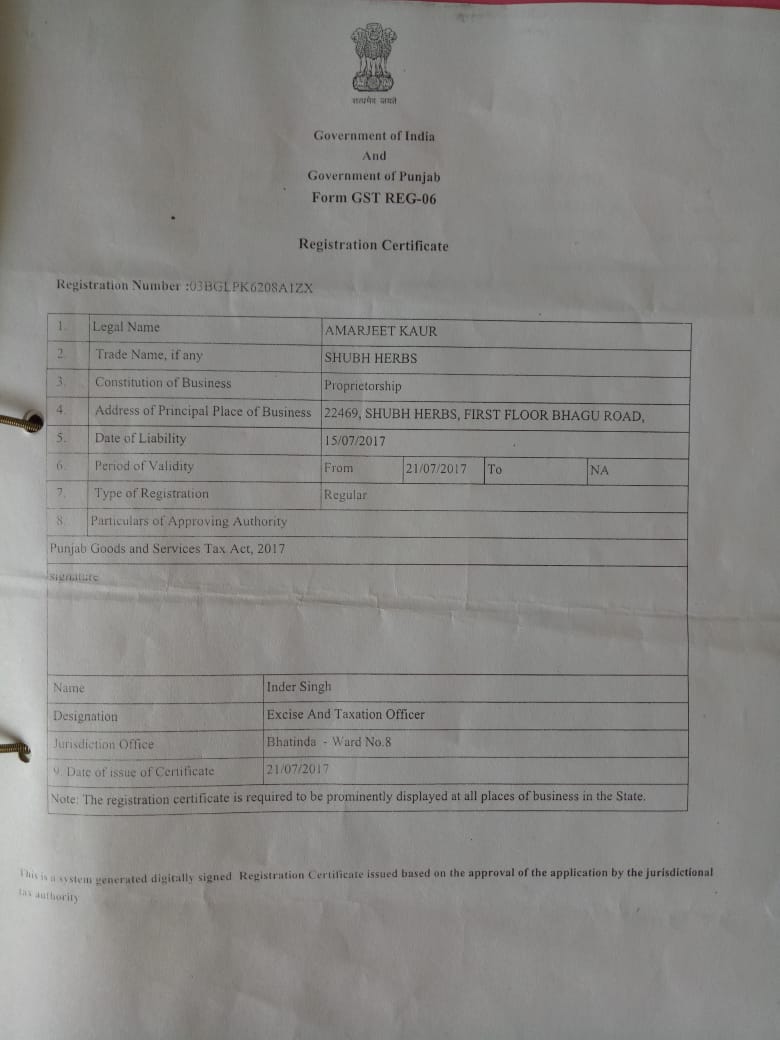 सत्यमेव जयते
Government of India
And
Government of Punjab
Form GST REG-06
Registration Certificate
Registration Number :03BGLPK6208A1ZX
1. Legal Name AMARJEET KAUR
2. Trade Name, if any SHUBH HERBS
3. Constitution of Business Proprietorship
4. Address of Principal Place of Business 22469, SHUBH HERBS, FIRST FLOOR BHAGU ROAD,
5. Date of Liability 15/07/2017
6. Period of Validity From 21/07/2017 To NA
7. Type of Registration Regular
8. Particulars of Approving Authority
Punjab Goods and Services Tax Act, 2017
Signature
Name Inder Singh
Designation Excise And Taxation Officer
Jurisdiction Office Bhatinda - Ward No.8
9. Date of issue of Certificate 21/07/2017
Note: The registration certificate is required to be prominently displayed at all places of business in the State.
This is a system generated digitally signed Registration Certificate issued based on the approval of the application by the jurisdictional
tax authority